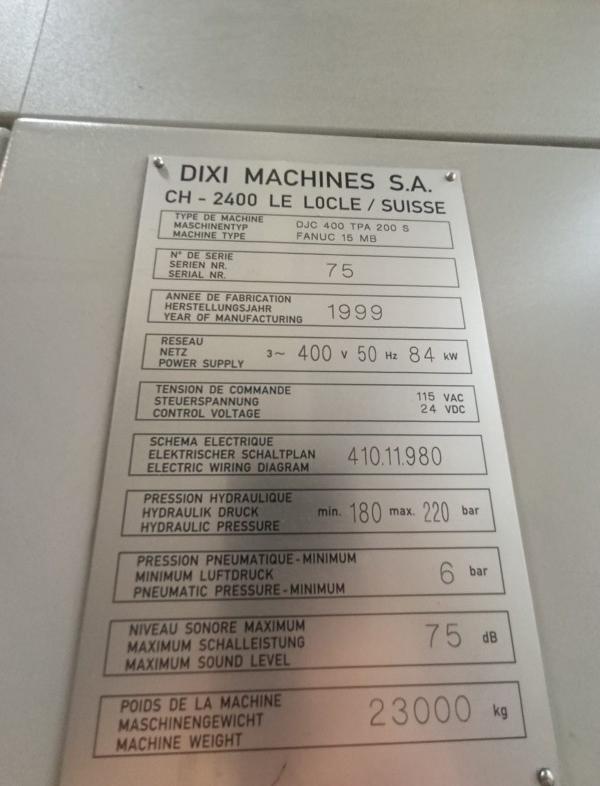 DIXI MACHINES S.A.
CH - 2400 LE LOCLE / SUISSE
TYPE DE MACHINE
MASCHINENTYP
MACHINE TYPE
DJC 400 TPA 200 S
FANUC 15 MB
N° DE SERIE
SERIEN NR.
SERIAL NR.
75
ANNEE DE FABRICATION
HERSTELLUNGSJAHR
YEAR OF MANUFACTURING
1999
RESEAU
NETZ
POWER SUPPLY
3~ 400 V 50 Hz 84 kW
TENSION DE COMMANDE
STEUERSPANNUNG
CONTROL VOLTAGE
115 VAC
24 VDC
SCHEMA ELECTRIQUE
ELEKTRISCHER SCHALTPLAN
ELECTRIC WIRING DIAGRAM
410.11.980
PRESSION HYDRAULIQUE
HYDRAULIK DRUCK
HYDRAULIC PRESSURE
min. 180 max. 220 bar
PRESSION PNEUMATIQUE-MINIMUM
MINIMUM LUFTDRUCK
PNEUMATIC PRESSURE-MINIMUM
6 bar
NIVEAU SONORE MAXIMUM
MAXIMUM SCHALLEISTUNG
MAXIMUM SOUND LEVEL
75 dB
POIDS DE LA MACHINE
MASCHINENGEWICHT
MACHINE WEIGHT
23000 kg